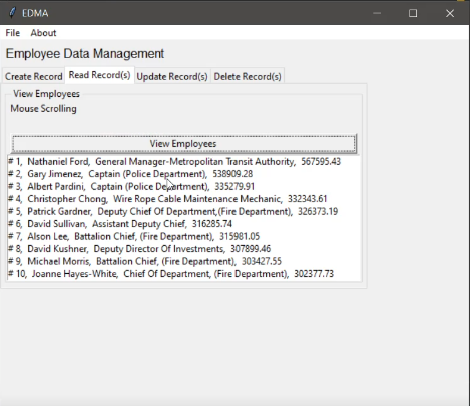 EDMA
File About
Employee Data Management
Create Record Read Record(s) Update Record(s) Delete Record(s)
View Employees
Mouse Scrolling
View Employees
# 1, Nathaniel Ford, General Manager-Metropolitan Transit Authority, 567595.43
# 2, Gary Jimenez, Captain (Police Department), 538909.28
# 3, Albert Pardini, Captain (Police Department), 335279.91
# 4, Christopher Chong, Wire Rope Cable Maintenance Mechanic, 332343.61
# 5, Patrick Gardner, Deputy Chief Of Department,(Fire Department), 326373.19
# 6, David Sullivan, Assistant Deputy Chief, 316285.74
# 7, Alson Lee, Battalion Chief, (Fire Department), 315981.05
# 8, David Kushner, Deputy Director Of Investments, 307899.46
# 9, Michael Morris, Battalion Chief, (Fire Department), 303427.55
# 10, Joanne Hayes-White, Chief Of Department, (Fire Department), 302377.73